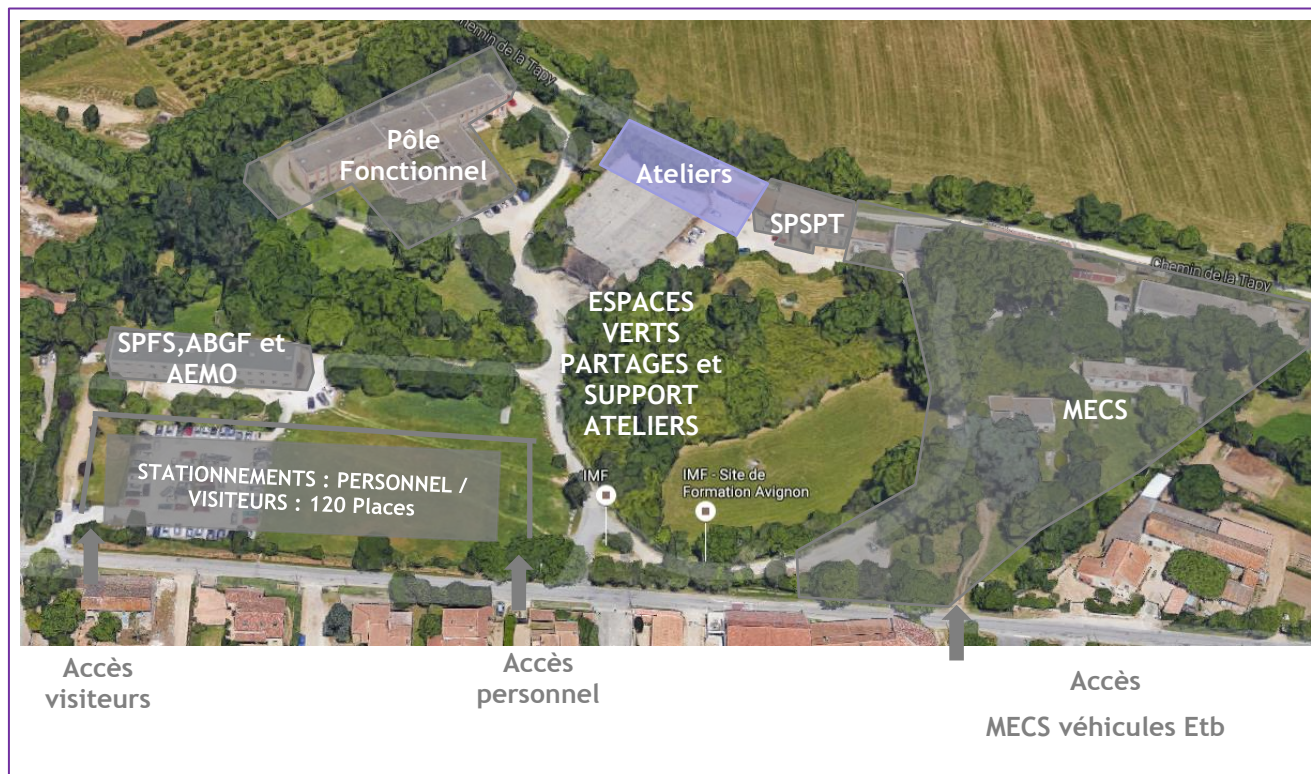 Chemin de la Tapy
Pôle
Fonctionnel
Ateliers
SPSPT
Chemin de la Tapy
ESPACES
VERTS
PARTAGES et
SUPPORT
ATELIERS
SPFS,ABGF et
AEMO
MECS
STATIONNEMENTS : PERSONNEL /
VISITEURS : 120 Places
IMF
IMF - Site de
Formation Avignon
Accès
visiteurs
Accès
personnel
Accès
MECS véhicules Etb